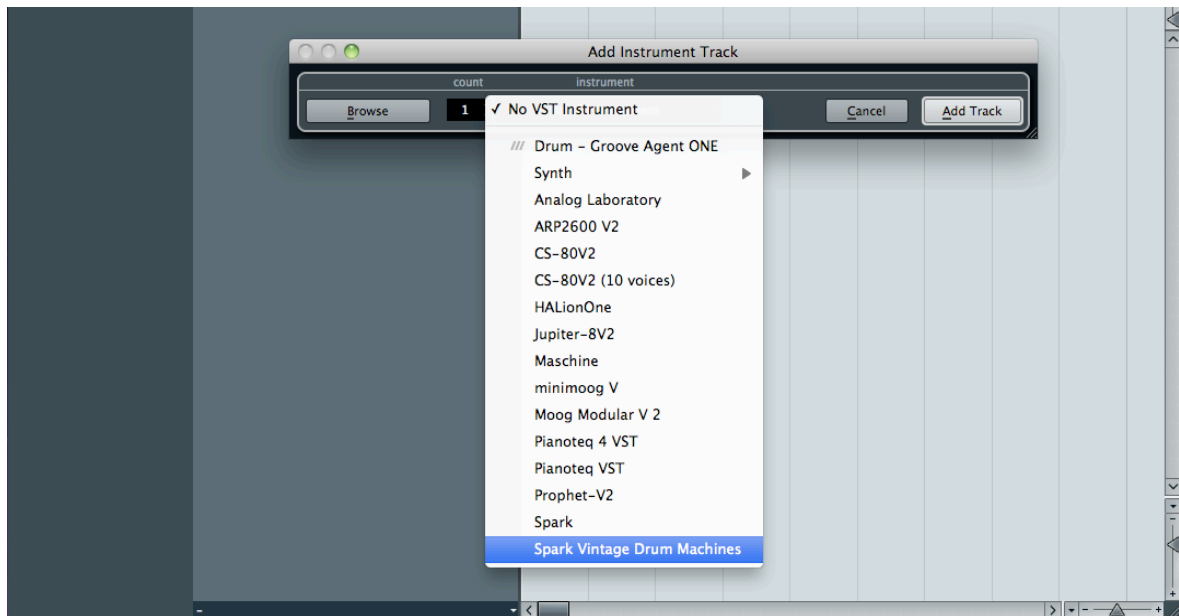 Add Instrument Track
count instrument
Browse 1 ✓ No VST Instrument Cancel Add Track
/// Drum – Groove Agent ONE
Synth ▶
Analog Laboratory
ARP2600 V2
CS-80V2
CS-80V2 (10 voices)
HALionOne
Jupiter-8V2
Maschine
minimoog V
Moog Modular V 2
Pianoteq 4 VST
Pianoteq VST
Prophet-V2
Spark
Spark Vintage Drum Machines